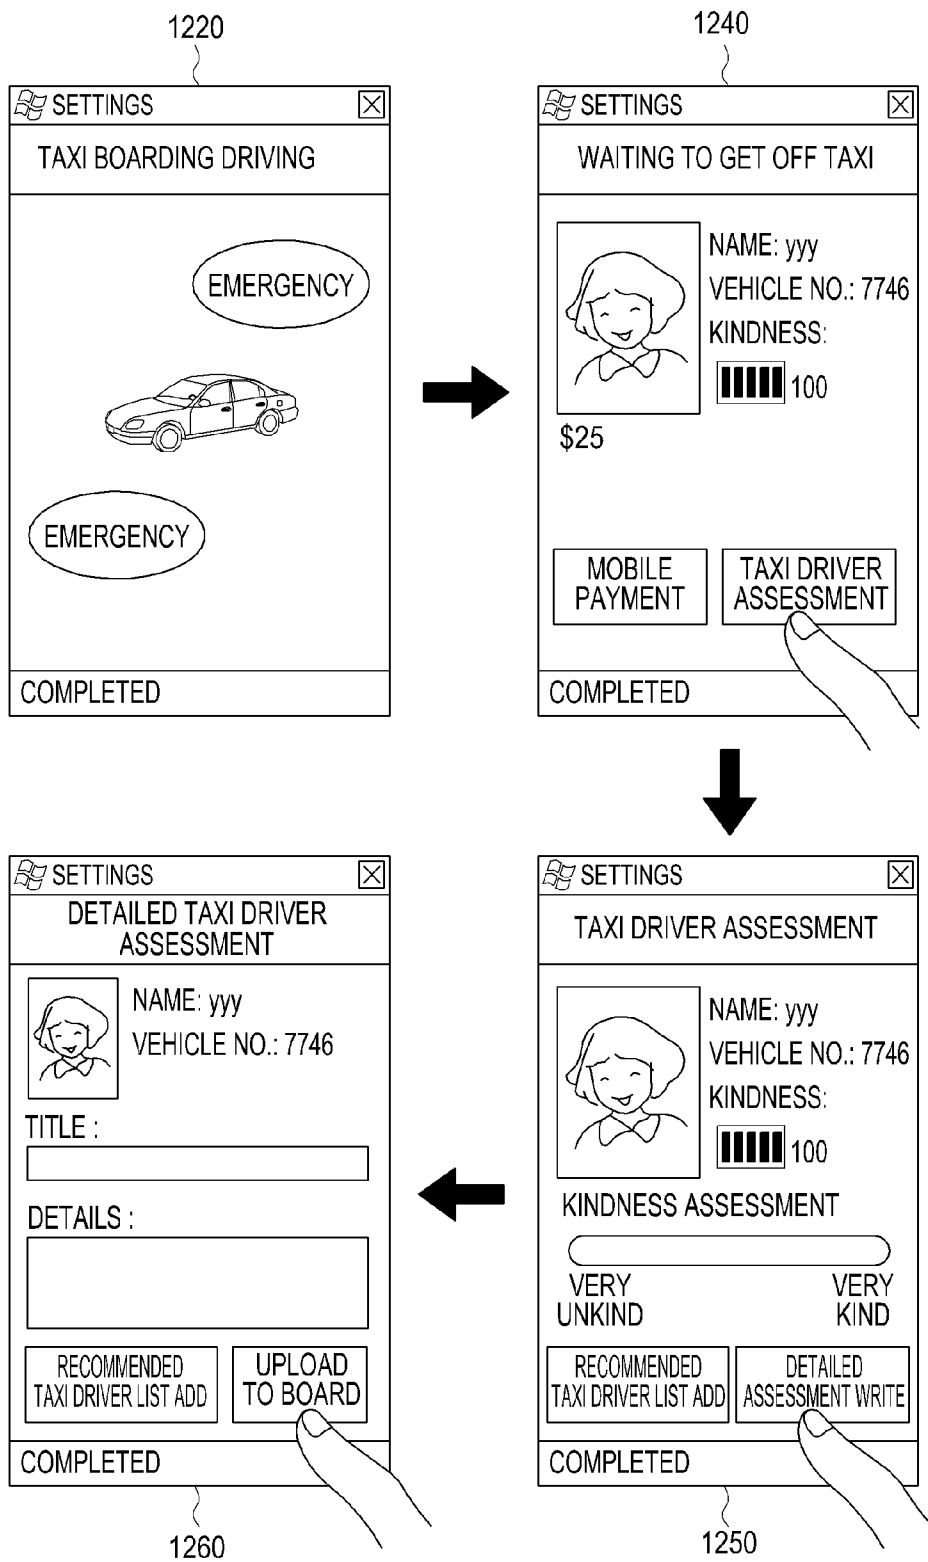 1220
SETTINGS
TAXI BOARDING DRIVING
EMERGENCY
EMERGENCY
COMPLETED
1240
SETTINGS
WAITING TO GET OFF TAXI
NAME: yyy
VEHICLE NO.: 7746
KINDNESS:
100
$25
MOBILE
PAYMENT
TAXI DRIVER
ASSESSMENT
COMPLETED
SETTINGS
TAXI DRIVER ASSESSMENT
NAME: yyy
VEHICLE NO.: 7746
KINDNESS:
100
KINDNESS ASSESSMENT
VERY
UNKIND
VERY
KIND
RECOMMENDED
TAXI DRIVER LIST ADD
DETAILED
ASSESSMENT WRITE
COMPLETED
1250
SETTINGS
DETAILED TAXI DRIVER
ASSESSMENT
NAME: yyy
VEHICLE NO.: 7746
TITLE :
DETAILS :
RECOMMENDED
TAXI DRIVER LIST ADD
UPLOAD
TO BOARD
COMPLETED
1260